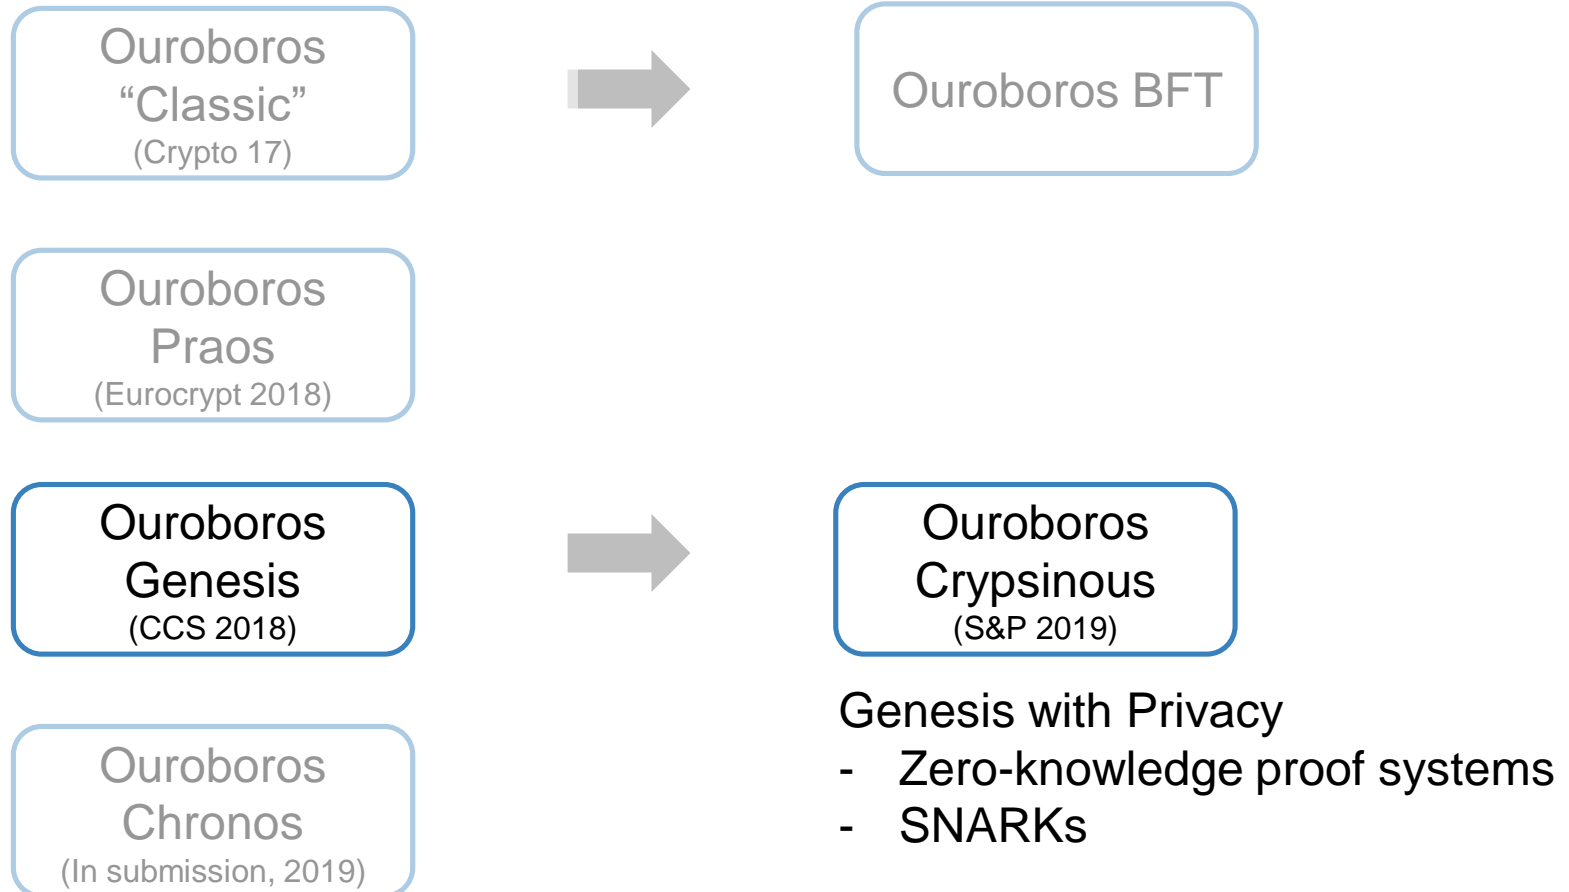 Ouroboros
“Classic”
(Crypto 17)
Ouroboros BFT
Ouroboros
Praos
(Eurocrypt 2018)
Ouroboros
Genesis
(CCS 2018)
Ouroboros
Crypsinous
(S&P 2019)
Genesis with Privacy
- Zero-knowledge proof systems
- SNARKs
Ouroboros
Chronos
(In submission, 2019)